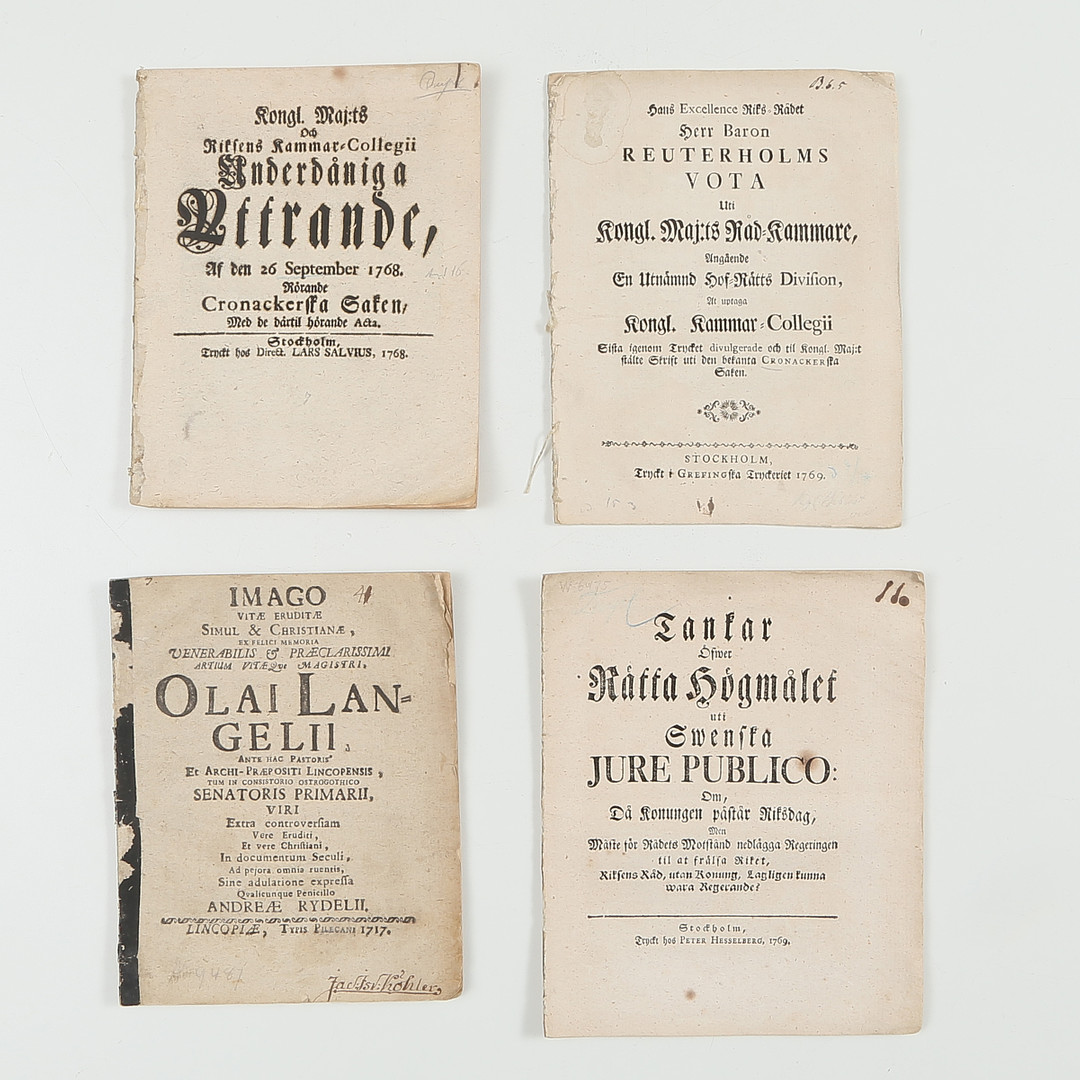 Kongl. Maj:ts
Och
Riksens Kammar-Collegii
Underdåniga
Yttrande,
Af den 26 September 1768.
Rörande
Cronackerska Saken,
Med de därtil hörande Acta.
Stockholm,
Tryckt hos Direct. LARS SALVIUS, 1768.
B. 6. 5
Hans Excellence Riks-Rådet
Herr Baron
REUTERHOLMS
VOTA
Uti
Kongl. Maj:ts Råd-Kammare,
Angående
En Utnämnd Hof-Rätts Division,
At uptaga
Kongl. Kammar-Collegii
Sista igenom Trycket divulgerade och til Kongl. Maj:t
stälte Skrift uti den bekanta CRONACKERska
Saken.
STOCKHOLM,
Tryckt i GREFINGska Tryckeriet 1769.
IMAGO
VITÆ ERUDITÆ
SIMUL & CHRISTIANÆ,
EX FELICI MEMORIA
VENERABILIS & PRÆCLARISSIMI
ARTIUM VITÆQue MAGISTRI,
OLAI LAN-
GELII,
ANTE HAC PASTORIS
Et ARCHI-PRÆPOSITI LINCOPENSIS,
TUM IN CONSISTORIO OSTROGOTHICO
SENATORIS PRIMARII,
VIRI
Extra controversiam
Vere Eruditi,
Et vere Christiani,
In documentum Seculi,
Ad pejora omnia ruentis,
Sine adulatione expressa
Qvalicunque Penicillo
ANDREÆ RYDELII.
LINCOPIÆ, TYPIS PILECANI 1717.
Tankar
Öfwer
Rätta Högmålet
uti
Swenska
JURE PUBLICO:
Om,
Då Konungen påstår Riksdag,
Men
Måste för Rådets Motstånd nedlägga Regeringen
til at frälsa Riket,
Riksens Råd, utan Konung, Lagligen kunna
wara Regerande?
Stockholm,
Tryckt hos PETER HESSELBERG, 1769.